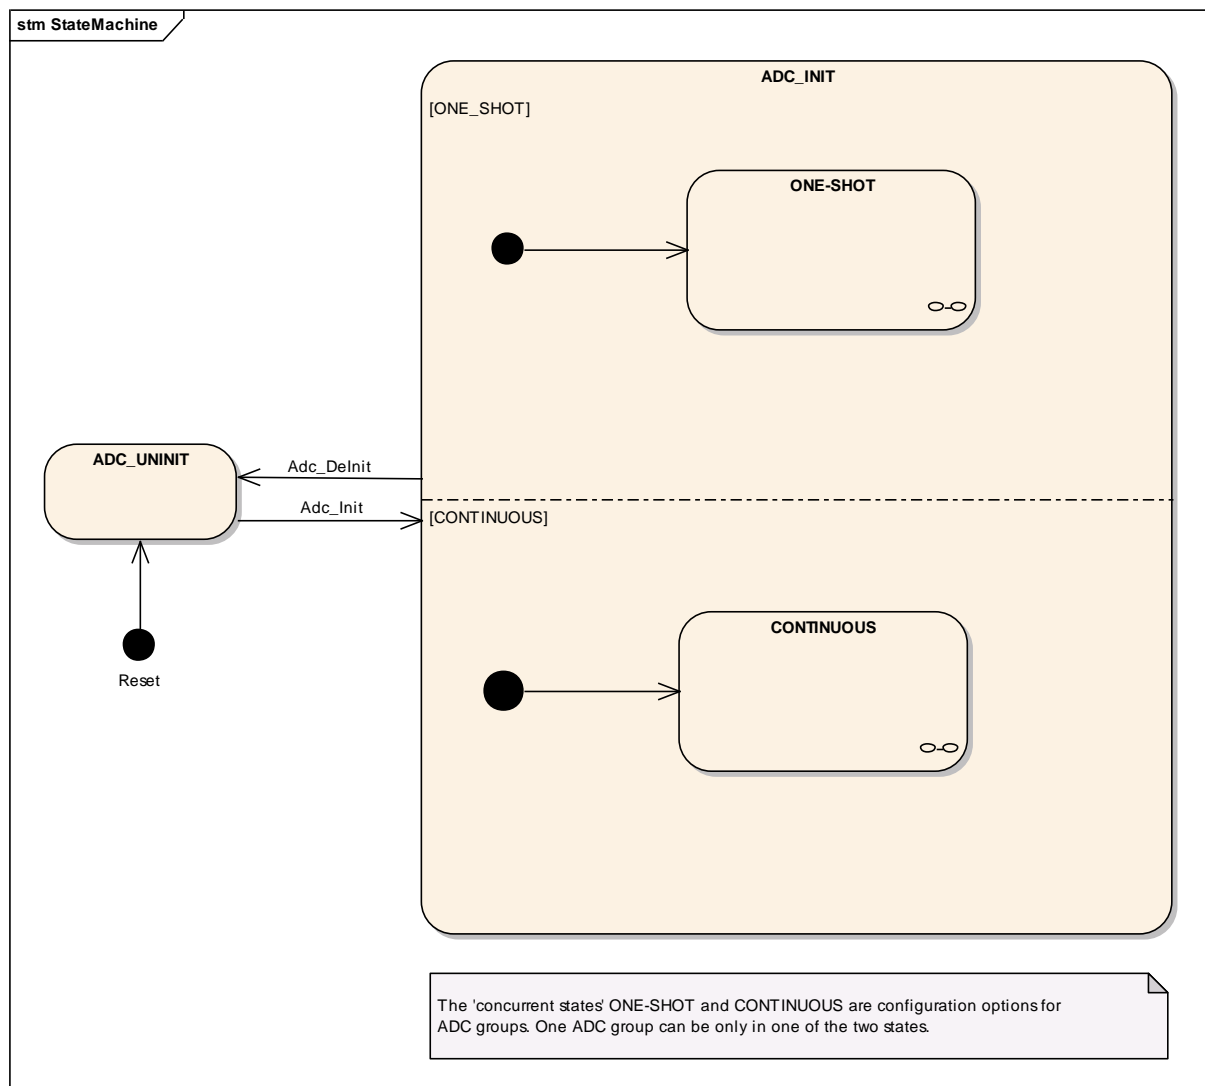 stm StateMachine
ADC_INIT
[ONE_SHOT]
ONE-SHOT
ADC_UNINIT
Adc_DeInit
Adc_Init
[CONTINUOUS]
CONTINUOUS
Reset
The 'concurrent states' ONE-SHOT and CONTINUOUS are configuration options for
ADC groups. One ADC group can be only in one of the two states.